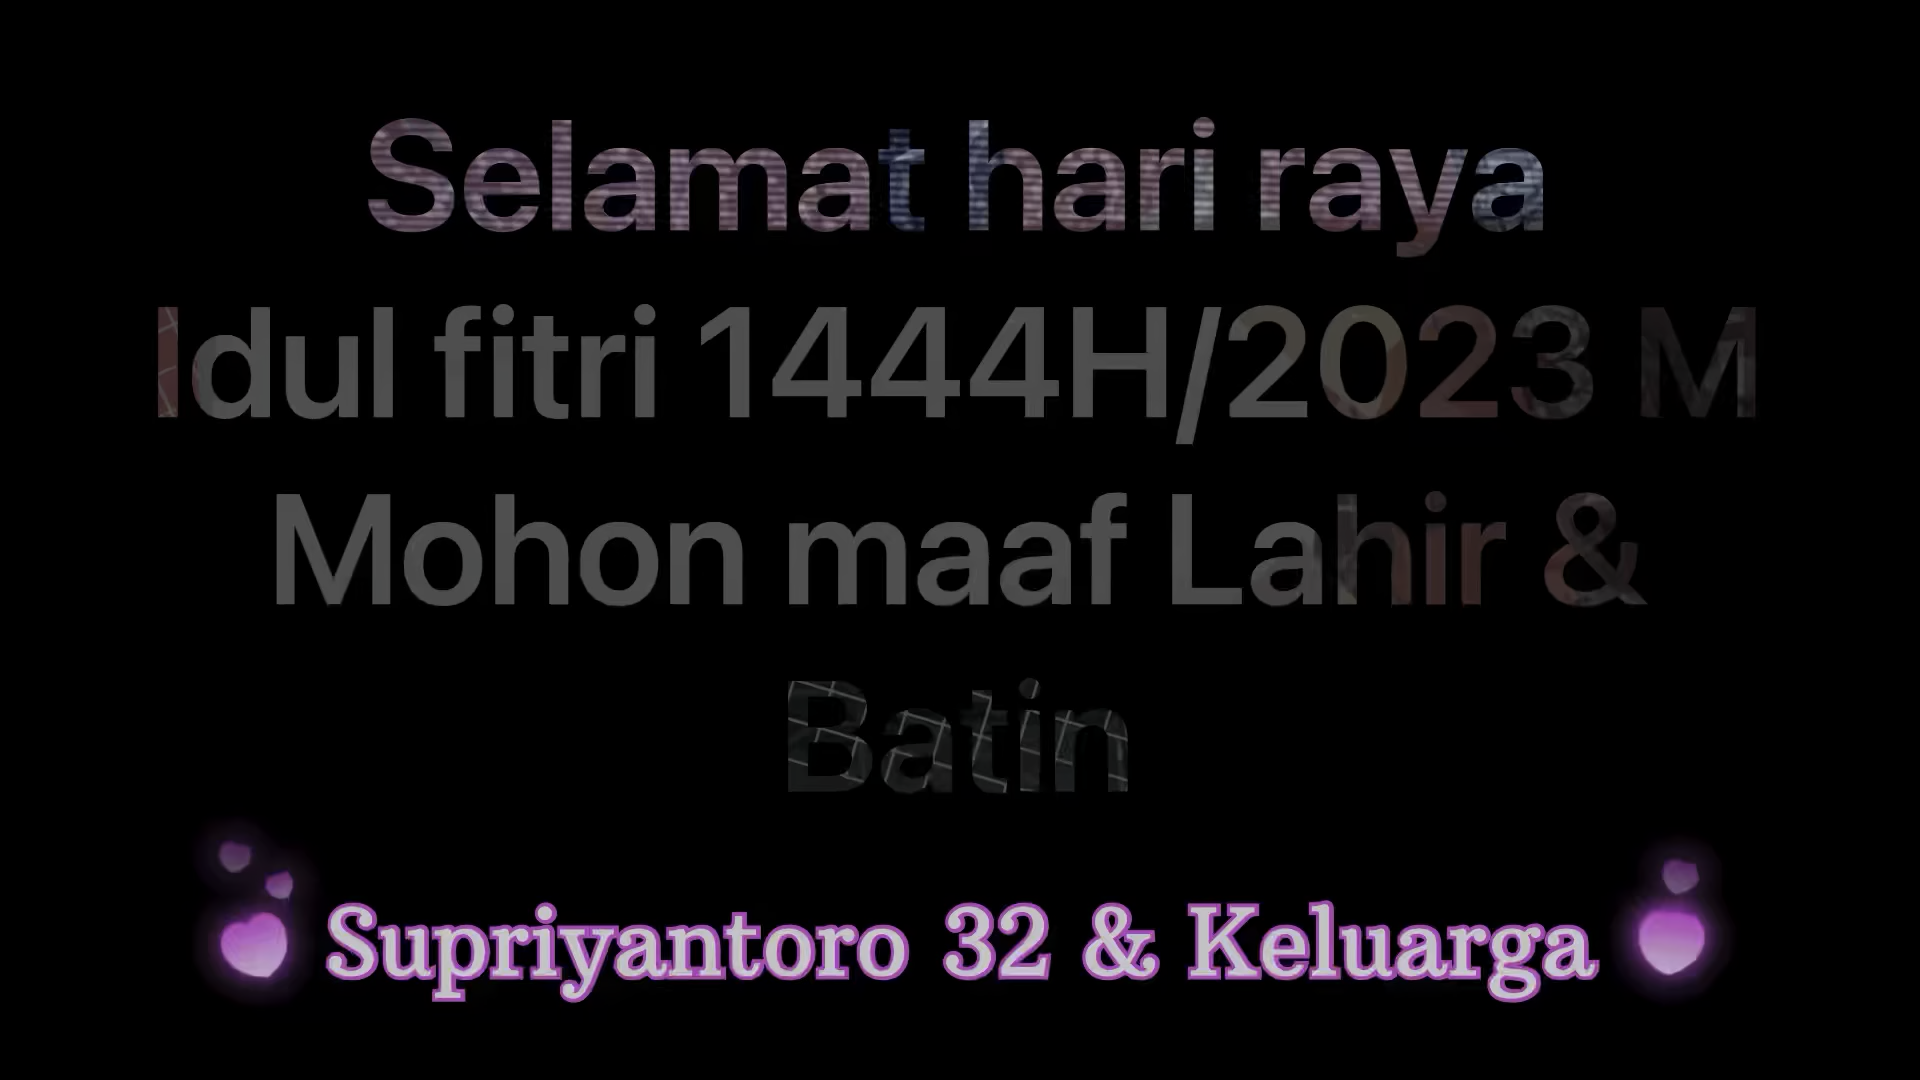 Selamat hari raya
Idul fitri 1444H/2023 M
Mohon maaf Lahir &
Batin
Supriyantoro 32 & Keluarga